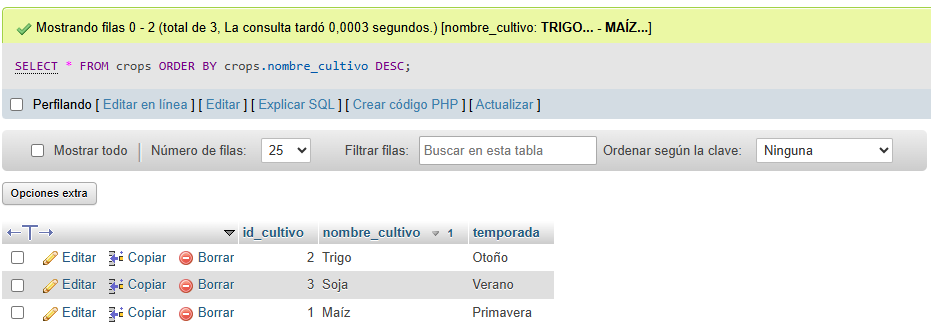 Mostrando filas 0 - 2 (total de 3, La consulta tardó 0,0003 segundos.) [nombre_cultivo: TRIGO... - MAÍZ...]
SELECT * FROM crops ORDER BY crops.nombre_cultivo DESC;
Perfilando [ Editar en línea ] [ Editar ] [ Explicar SQL ] [ Crear código PHP ] [ Actualizar ]
Mostrar todo Número de filas: 25 Filtrar filas: Buscar en esta tabla Ordenar según la clave: Ninguna
Opciones extra
id_cultivo nombre_cultivo 1 temporada
Editar Copiar Borrar 2 Trigo Otoño
Editar Copiar Borrar 3 Soja Verano
Editar Copiar Borrar 1 Maíz Primavera